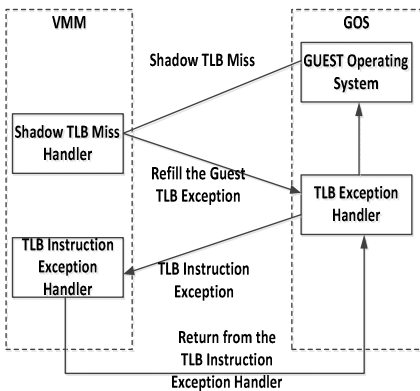 VMM
GOS
Shadow TLB Miss
GUEST Operating
System
Shadow TLB Miss
Handler
Refill the Guest
TLB Exception
TLB Exception
Handler
TLB Instruction
Exception
Handler
TLB Instruction
Exception
Return from the
TLB Instruction
Exception Handler